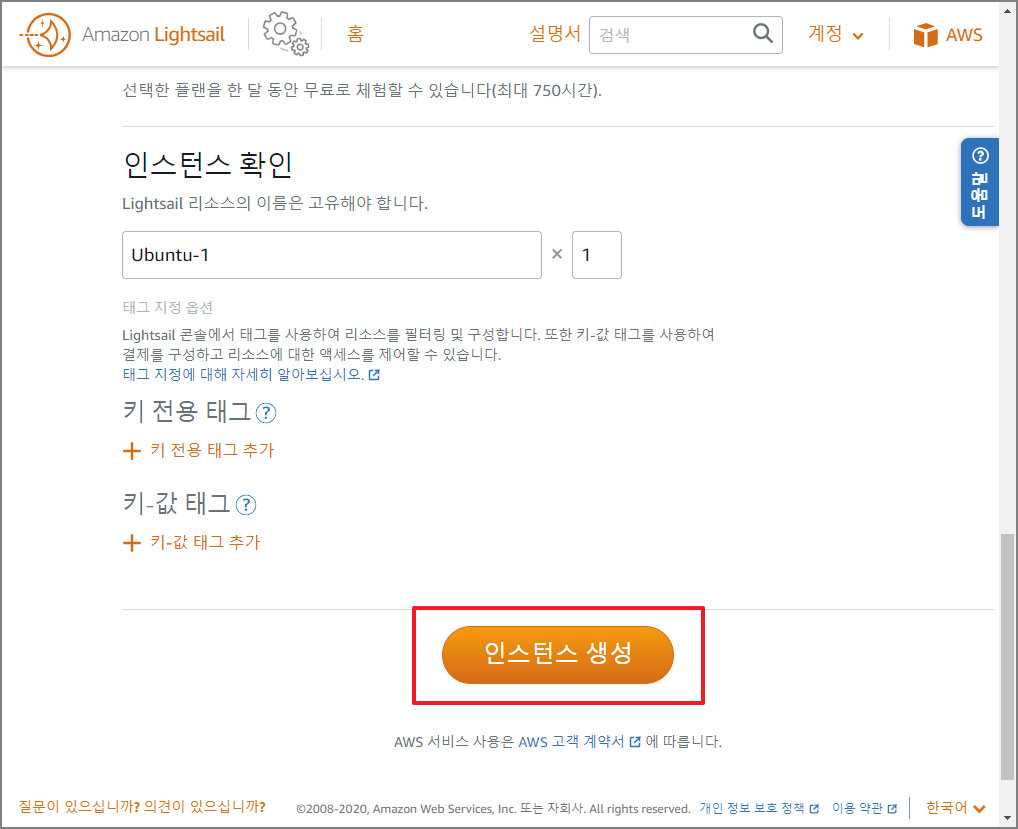 Amazon Lightsail 홈 설명서 검색 계정 AWS
선택한 플랜을 한 달 동안 무료로 체험할 수 있습니다(최대 750시간).
도움말
인스턴스 확인
Lightsail 리소스의 이름은 고유해야 합니다.
Ubuntu-1 × 1
태그 지정 옵션
Lightsail 콘솔에서 태그를 사용하여 리소스를 필터링 및 구성합니다. 또한 키-값 태그를 사용하여
결제를 구성하고 리소스에 대한 액세스를 제어할 수 있습니다.
태그 지정에 대해 자세히 알아보십시오.
키 전용 태그 ?
+ 키 전용 태그 추가
키-값 태그 ?
+ 키-값 태그 추가
인스턴스 생성
AWS 서비스 사용은 AWS 고객 계약서 에 따릅니다.
질문이 있으십니까? 의견이 있으십니까? ©2008-2020, Amazon Web Services, Inc. 또는 자회사. All rights reserved. 개인 정보 보호 정책 이용 약관 한국어